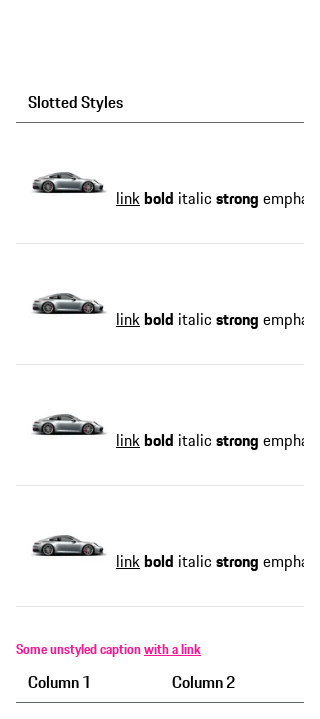 Slotted Styles
link bold italic strong empha
link bold italic strong empha
link bold italic strong empha
link bold italic strong empha
Some unstyled caption with a link
Column 1 Column 2